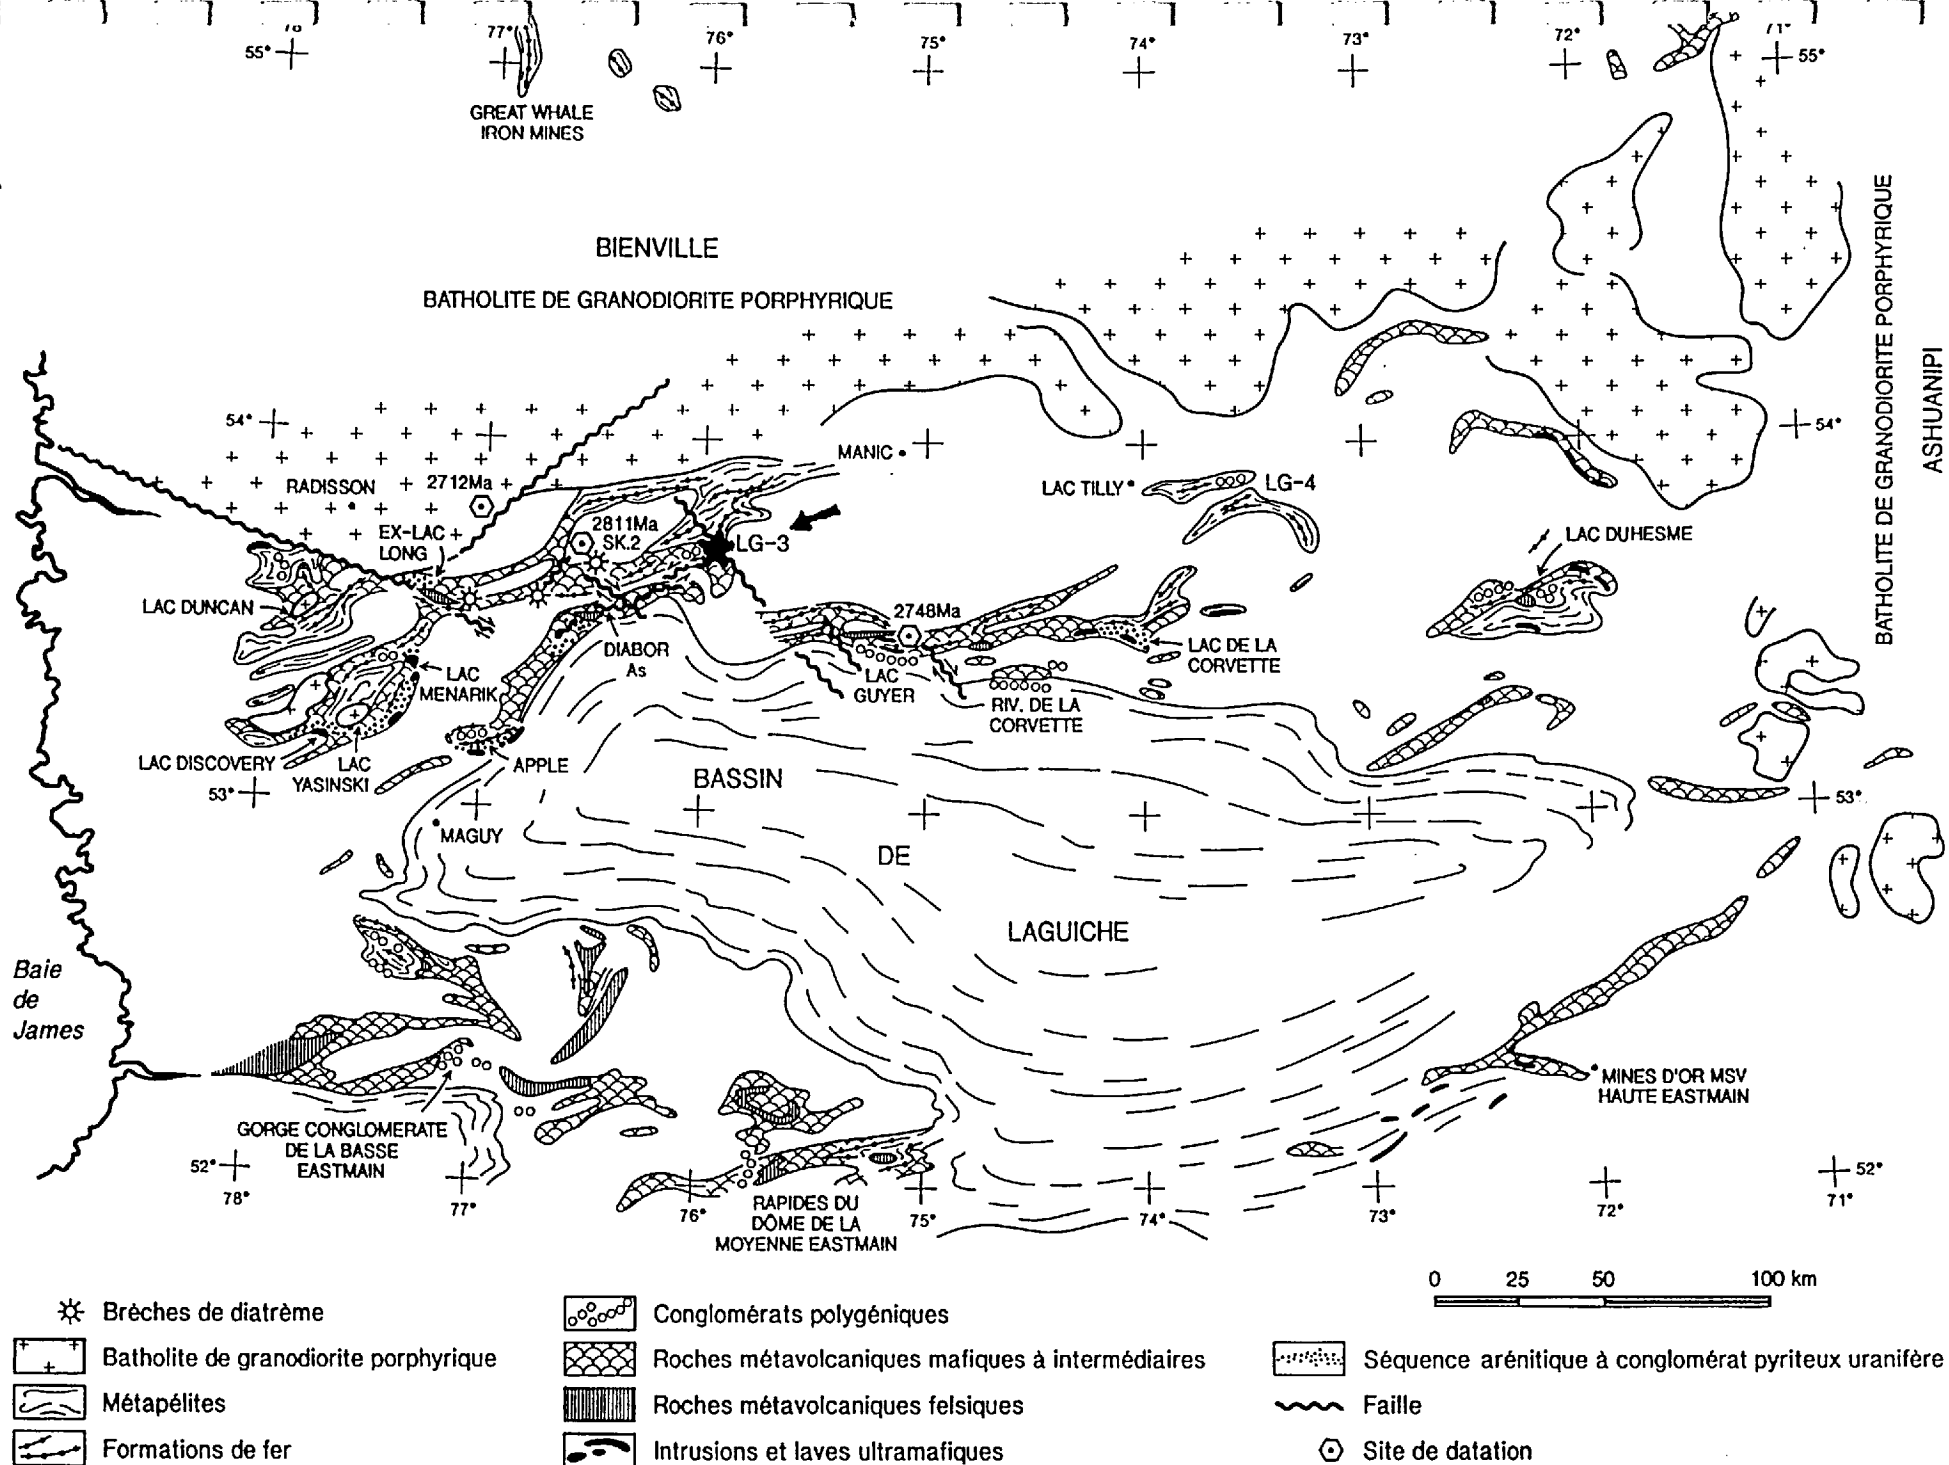 77°
76°
75°
74°
73°
72°
71°
55°
55°
GREAT WHALE
IRON MINES
BIENVILLE
BATHOLITE DE GRANODIORITE PORPHYRIQUE
BATHOLITE DE GRANODIORITE PORPHYRIQUE
ASHUANIPI
54°
54°
MANIC
RADISSON
2712Ma
LAC TILLY
LG-4
EX-LAC
LONG
2811Ma
SK.2
LG-3
LAC DUHESME
LAC DUNCAN
2748Ma
DIABOR
As
LAC
MENARIK
LAC
GUYER
LAC DE LA
CORVETTE
RIV. DE LA
CORVETTE
LAC DISCOVERY
LAC
YASINSKI
APPLE
BASSIN
53°
53°
MAGUY
DE
LAGUICHE
Baie
de
James
MINES D'OR MSV
HAUTE EASTMAIN
GORGE CONGLOMERATE
DE LA BASSE
EASTMAIN
52°
52°
78°
77°
76°
75°
74°
73°
72°
71°
RAPIDES DU
DÔME DE LA
MOYENNE EASTMAIN
0 25 50 100 km
Brèches de diatrème
Batholite de granodiorite porphyrique
Métapélites
Formations de fer
Conglomérats polygéniques
Roches métavolcaniques mafiques à intermédiaires
Roches métavolcaniques felsiques
Intrusions et laves ultramafiques
Séquence arénitique à conglomérat pyriteux uranifère
Faille
Site de datation